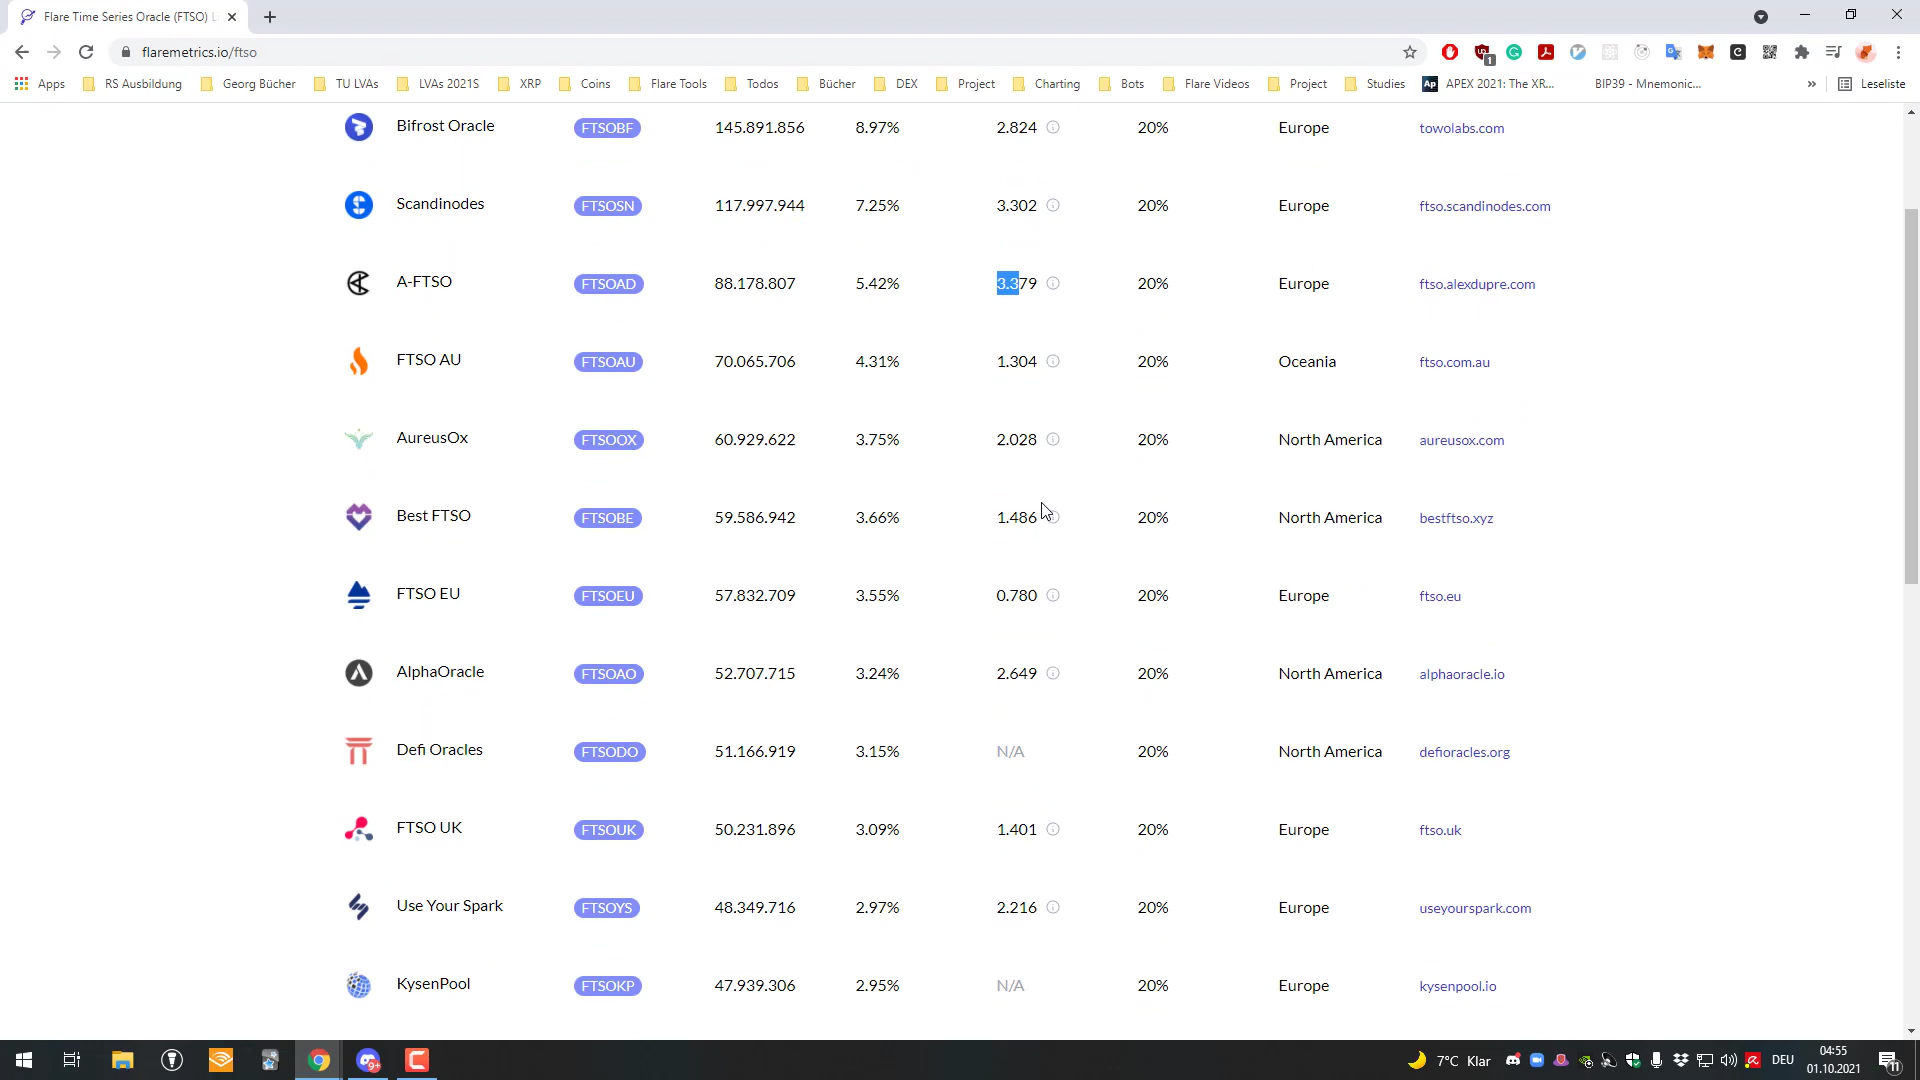 Flare Time Series Oracle (FTSO) L
flaremetrics.io/ftso
1
Apps RS Ausbildung Georg Bücher TU LVAs LVAs 2021S XRP Coins Flare Tools Todos Bücher DEX Project Charting Bots Flare Videos Project Studies Ap APEX 2021: The XR... BIP39 - Mnemonic... » Leseliste
Bifrost Oracle FTSOBF 145.891.856 8.97% 2.824 20% Europe towolabs.com
Scandinodes FTSOSN 117.997.944 7.25% 3.302 20% Europe ftso.scandinodes.com
A-FTSO FTSOAD 88.178.807 5.42% 3.379 20% Europe ftso.alexdupre.com
FTSO AU FTSOAU 70.065.706 4.31% 1.304 20% Oceania ftso.com.au
AureusOx FTSOOX 60.929.622 3.75% 2.028 20% North America aureusox.com
Best FTSO FTSOBE 59.586.942 3.66% 1.486 20% North America bestftso.xyz
FTSO EU FTSOEU 57.832.709 3.55% 0.780 20% Europe ftso.eu
AlphaOracle FTSOAO 52.707.715 3.24% 2.649 20% North America alphaoracle.io
Defi Oracles FTSODO 51.166.919 3.15% N/A 20% North America defioracles.org
FTSO UK FTSOUK 50.231.896 3.09% 1.401 20% Europe ftso.uk
Use Your Spark FTSOYS 48.349.716 2.97% 2.216 20% Europe useyourspark.com
KysenPool FTSOKP 47.939.306 2.95% N/A 20% Europe kysenpool.io
9+ 7°C Klar DEU 04:55
01.10.2021 11